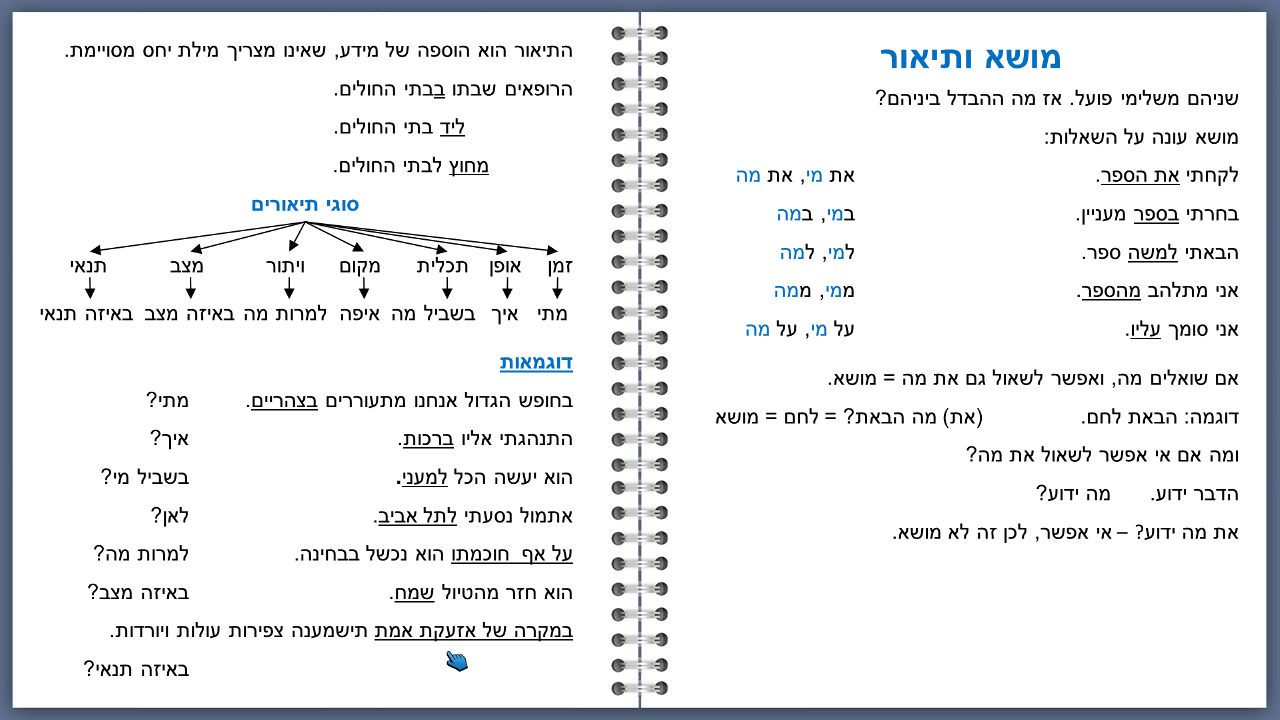 מושא ותיאור
שניהם משלימי פועל. אז מה ההבדל ביניהם?
מושא עונה על השאלות:
לקחתי את הספר. את מי, את מה
בחרתי בספר מעניין. במי, במה
הבאתי למשה ספר. למי, למה
אני מתלהב מהספר. ממי, ממה
אני סומך עליו. על מי, על מה
אם שואלים מה, ואפשר לשאול גם את מה = מושא.
דוגמה: הבאת לחם. (את) מה הבאת? = לחם = מושא
ומה אם אי אפשר לשאול את מה?
הדבר ידוע. מה ידוע?
את מה ידוע? – אי אפשר, לכן זה לא מושא.
התיאור הוא הוספה של מידע, שאינו מצריך מילת יחס מסויימת.
הרופאים שבתו בבתי החולים.
ליד בתי החולים.
מחוץ לבתי החולים.
סוגי תיאורים
זמן אופן תכלית מקום ויתור מצב תנאי
מתי איך בשביל מה איפה למרות מה באיזה מצב באיזה תנאי
דוגמאות
בחופש הגדול אנחנו מתעוררים בצהריים. מתי?
התנהגתי אליו ברכות. איך?
הוא יעשה הכל למעני. בשביל מי?
אתמול נסעתי לתל אביב. לאן?
על אף חוכמתו הוא נכשל בבחינה. למרות מה?
הוא חזר מהטיול שמח. באיזה מצב?
במקרה של אזעקת אמת תישמענה צפירות עולות ויורדות.
באיזה תנאי?